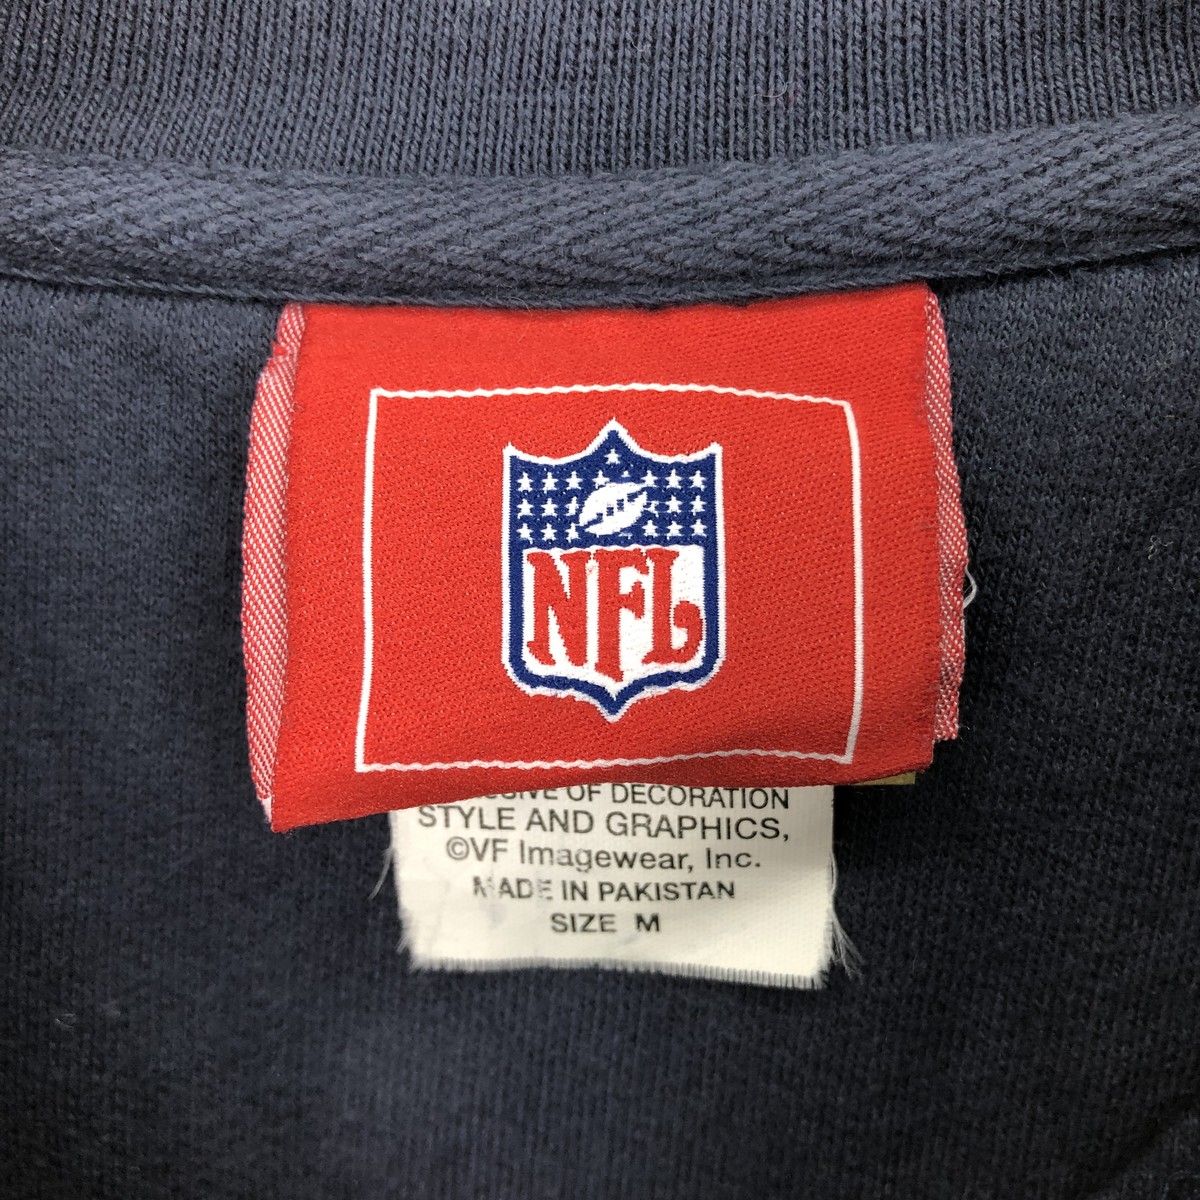 NFL
OF DECORATION
STYLE AND GRAPHICS,
©VF Imagewear, Inc.
MADE IN PAKISTAN
SIZE M